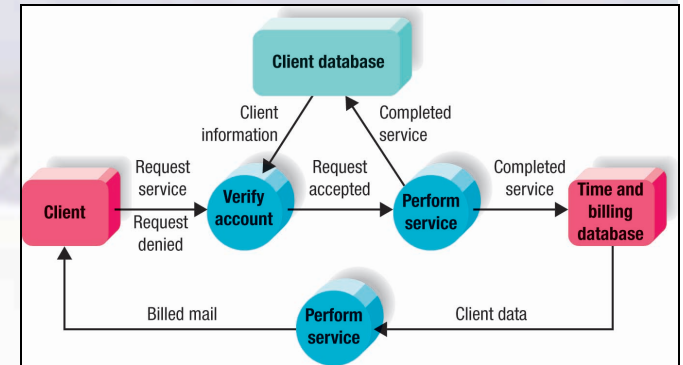 Client database
Client
information
Completed
service
Request
service
Request
accepted
Completed
service
Client
Verify
account
Perform
service
Time and
billing
database
Request
denied
Billed mail
Perform
service
Client data